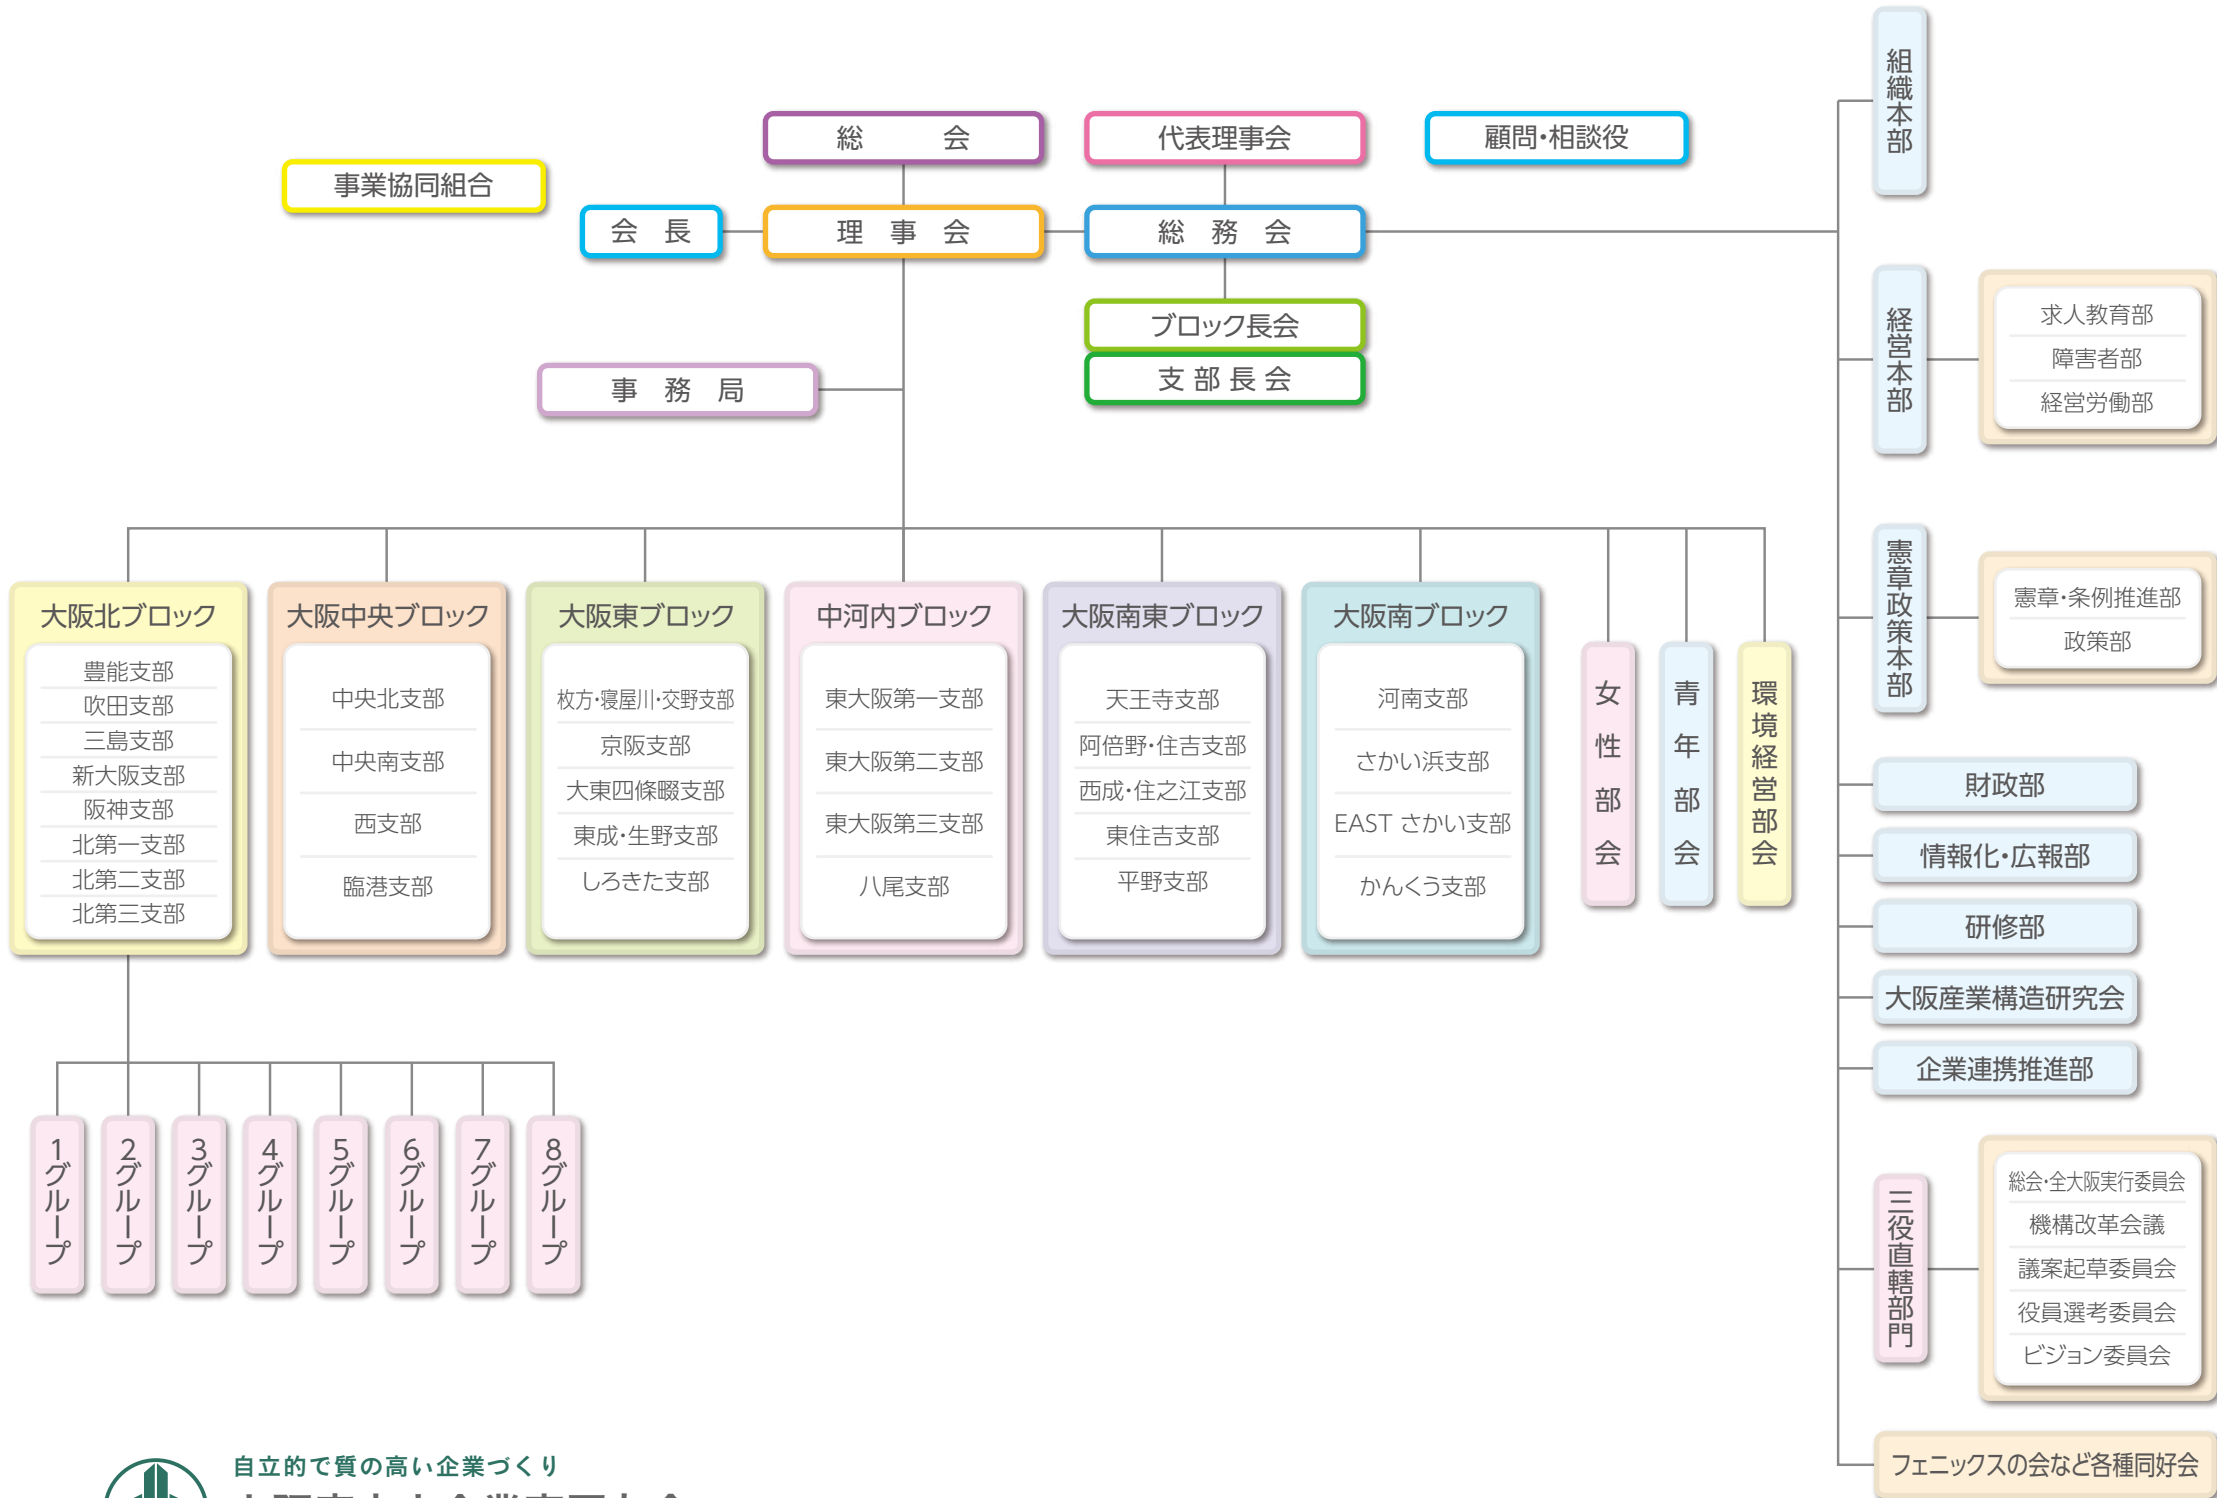 総会
代表理事会
顧問・相談役
事業協同組合
会長
理事会
総務会
ブロック長会
支部長会
事務局
大阪北ブロック
豊能支部
吹田支部
三島支部
新大阪支部
阪神支部
北第一支部
北第二支部
北第三支部
大阪中央ブロック
中央北支部
中央南支部
西支部
臨港支部
大阪東ブロック
枚方・寝屋川・交野支部
京阪支部
大東四條畷支部
東成・生野支部
しろきた支部
中河内ブロック
東大阪第一支部
東大阪第二支部
東大阪第三支部
八尾支部
大阪南東ブロック
天王寺支部
阿倍野・住吉支部
西成・住之江支部
東住吉支部
平野支部
大阪南ブロック
河南支部
さかい浜支部
EAST さかい支部
かんくう支部
女性部会
青年部会
環境経営部会
1グループ
2グループ
3グループ
4グループ
5グループ
6グループ
7グループ
8グループ
組織本部
経営本部
求人教育部
障害者部
経営労働部
憲章政策本部
憲章・条例推進部
政策部
財政部
情報化・広報部
研修部
大阪産業構造研究会
企業連携推進部
三役直轄部門
総会・全大阪実行委員会
機構改革会議
議案起草委員会
役員選考委員会
ビジョン委員会
フェニックスの会など各種同好会
自立的で質の高い企業づくり